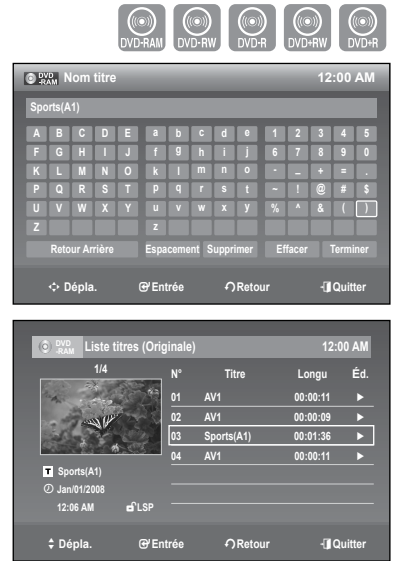 DVD-RAM DVD-RW DVD-R DVD+RW DVD+R
DVD-RAM Nom titre 12:00 AM
Sports(A1)
A B C D E a b c d e 1 2 3 4 5
F G H I J f g h i j 6 7 8 9 0
K L M N O k l m n o - _ + = .
P Q R S T p q r s t ~ ! @ # $
U V W X Y u v w x y % ^ & ( )
Z z
Retour Arrière Espacement Supprimer Effacer Terminer
Dépla. Entrée Retour Quitter
DVD-RAM Liste titres (Originale) 12:00 AM
1/4 N° Titre Longu Éd.
01 AV1 00:00:11 ►
02 AV1 00:00:09 ►
03 Sports(A1) 00:01:36 ►
04 AV1 00:00:11 ►
T Sports(A1)
Jan/01/2008
12:06 AM LSP
Dépla. Entrée Retour Quitter